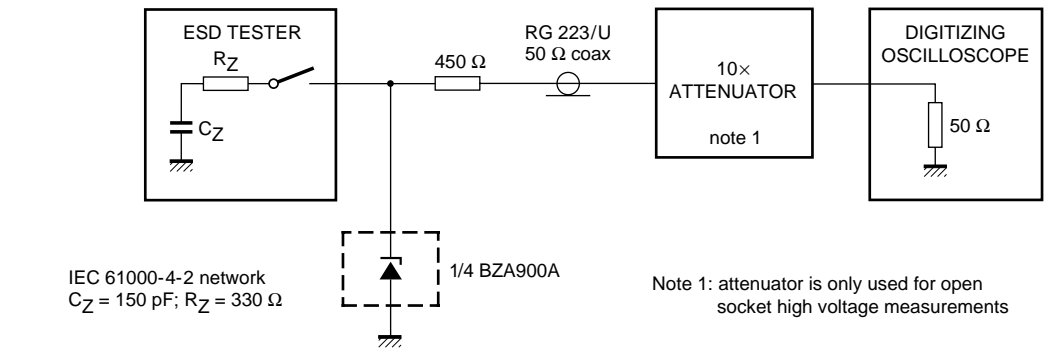 ESD TESTER
RZ
CZ
450 Ω
RG 223/U
50 Ω coax
10×
ATTENUATOR
note 1
DIGITIZING
OSCILLOSCOPE
50 Ω
1/4 BZA900A
IEC 61000-4-2 network
CZ = 150 pF; RZ = 330 Ω
Note 1: attenuator is only used for open
socket high voltage measurements